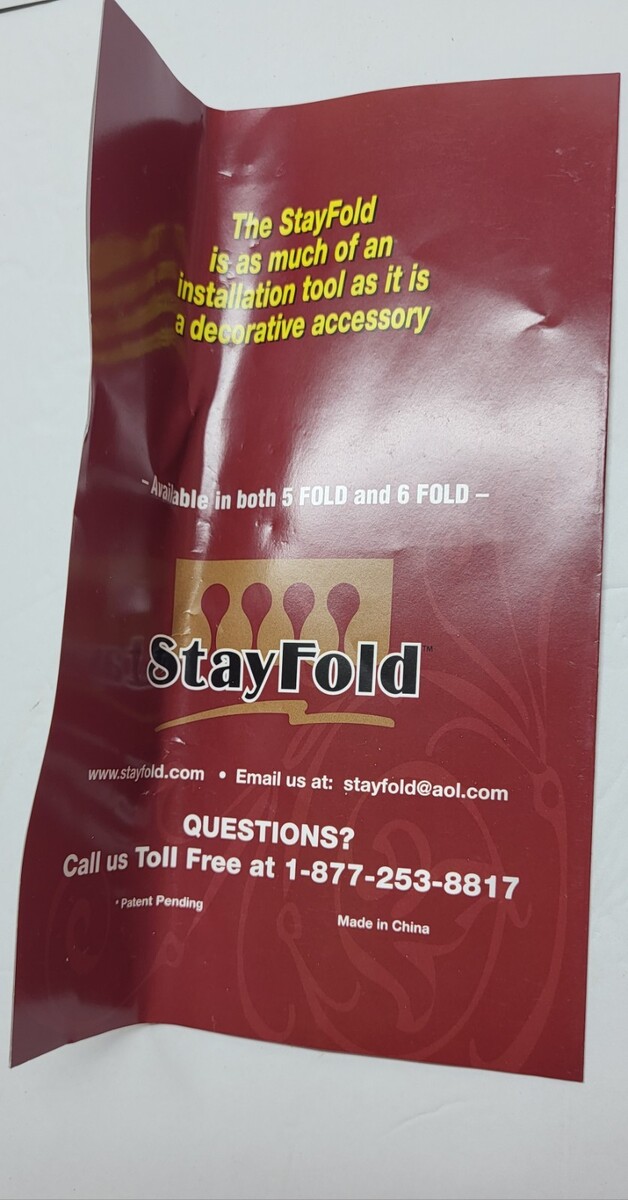 The StayFold
is as much of an
installation tool as it is
a decorative accessory
– Available in both 5 FOLD and 6 FOLD –
StayFold™
www.stayfold.com • Email us at: stayfold@aol.com
QUESTIONS?
Call us Toll Free at 1-877-253-8817
* Patent Pending
Made in China